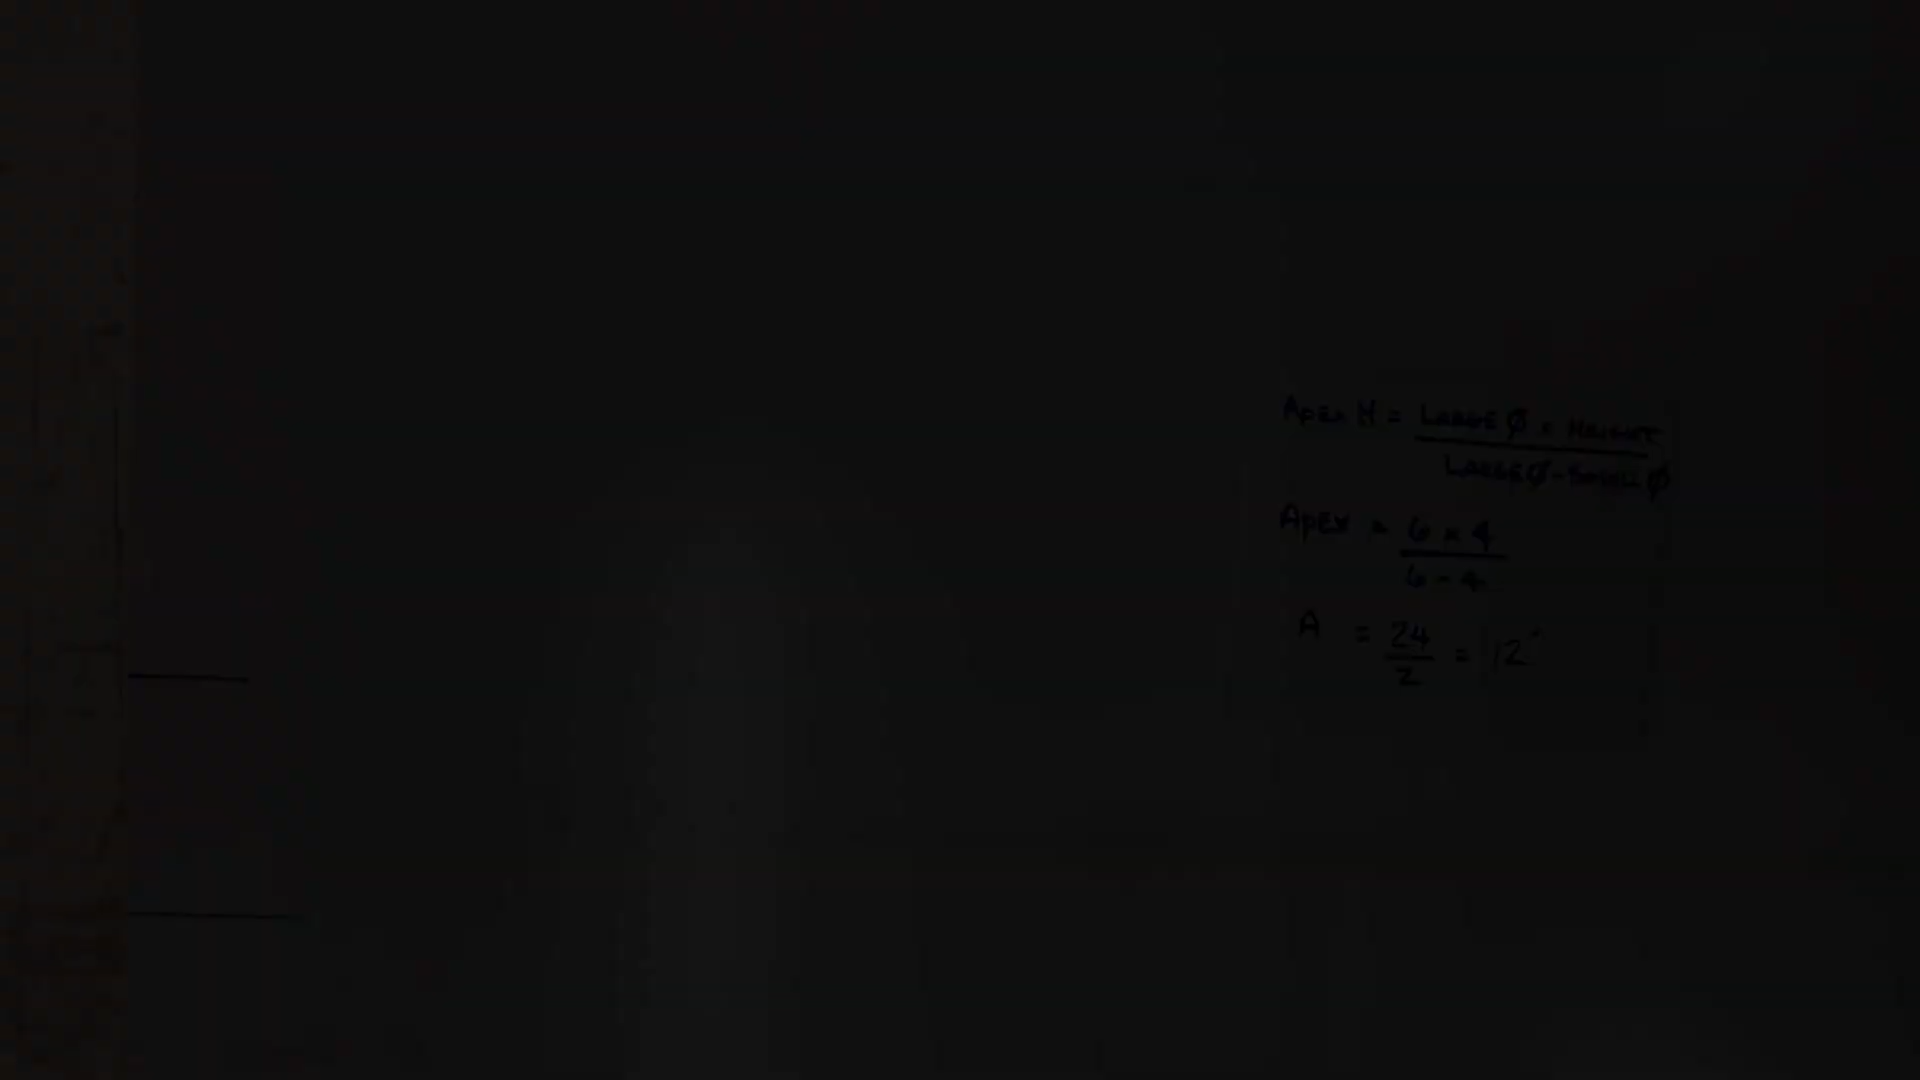 Apex H = LARGE Ø x HEIGHT
LARGE Ø - SMALL Ø
Apex = 6 x 4
6 - 4
A = 24 = 12"
2